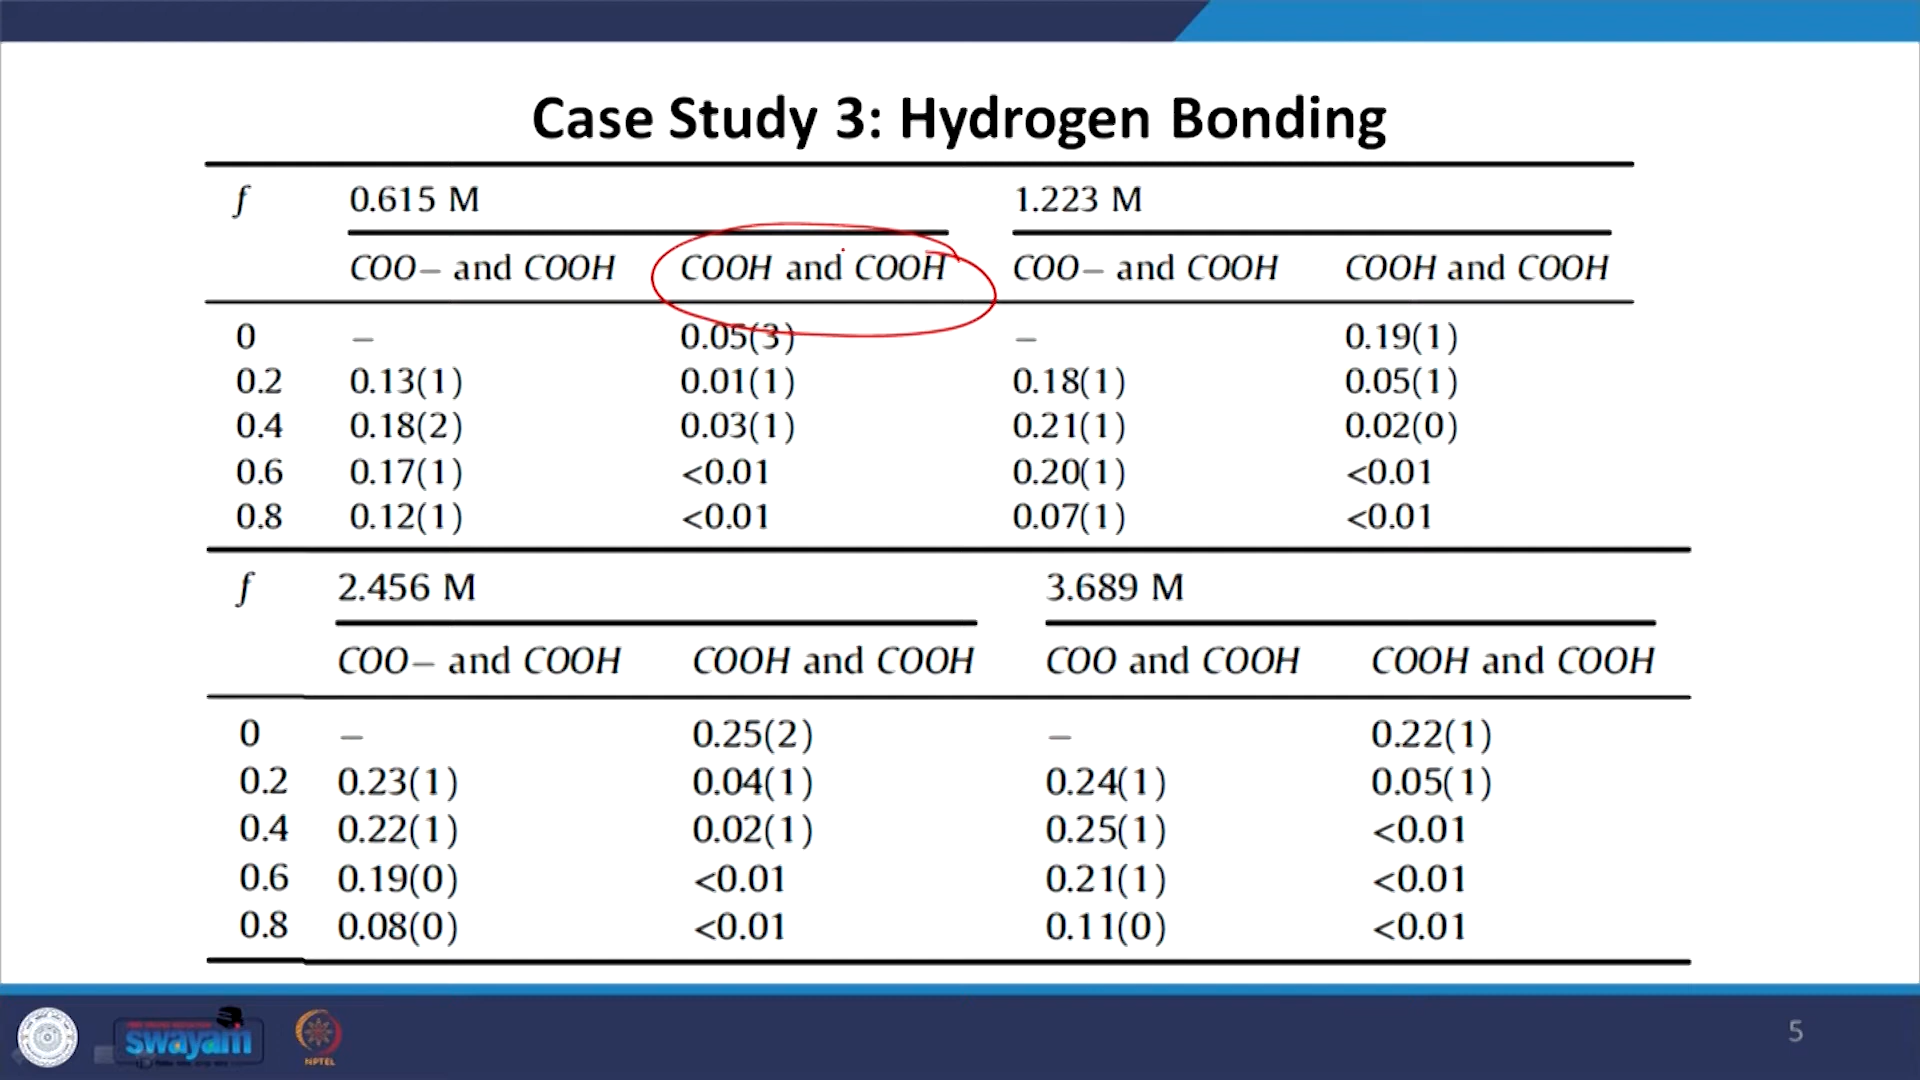 Case Study 3: Hydrogen Bonding
f 0.615 M 1.223 M
COO– and COOH COOH and COOH COO– and COOH COOH and COOH
0 – 0.05(3) – 0.19(1)
0.2 0.13(1) 0.01(1) 0.18(1) 0.05(1)
0.4 0.18(2) 0.03(1) 0.21(1) 0.02(0)
0.6 0.17(1) <0.01 0.20(1) <0.01
0.8 0.12(1) <0.01 0.07(1) <0.01
f 2.456 M 3.689 M
COO– and COOH COOH and COOH COO and COOH COOH and COOH
0 – 0.25(2) – 0.22(1)
0.2 0.23(1) 0.04(1) 0.24(1) 0.05(1)
0.4 0.22(1) 0.02(1) 0.25(1) <0.01
0.6 0.19(0) <0.01 0.21(1) <0.01
0.8 0.08(0) <0.01 0.11(0) <0.01
swayam
NPTEL
5